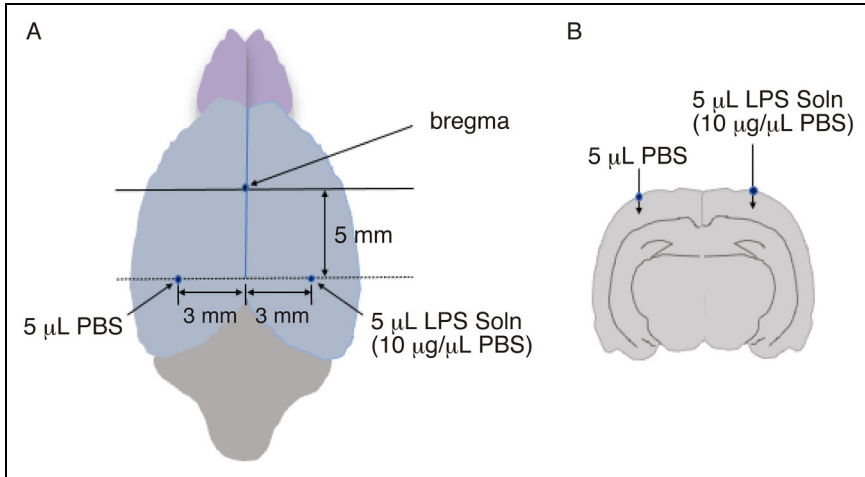 A
bregma
5 mm
3 mm
3 mm
5 μL PBS
5 μL LPS Soln
(10 μg/μL PBS)
B
5 μL LPS Soln
(10 μg/μL PBS)
5 μL PBS